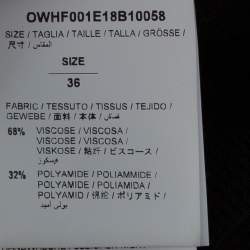 OWHF001E18B10058
SIZE / TAGLIA / TAILLE / TALLA / GRÖSSE /
尺寸 / المقاس /
SIZE
36
FABRIC / TESSUTO / TISSUS / TEJIDO /
GEWEBE / 面料 / 本体 / قماش
68% VISCOSE / VISCOSA /
VISCOSE / VISCOSA /
VISKOSE / 黏纤 / ビスコース /
فيسكوز
32% POLYAMIDE / POLIAMMIDE /
POLYAMIDE / POLIAMIDA /
POLYAMID / 锦纶 / ポリアミド /
بولي أميد